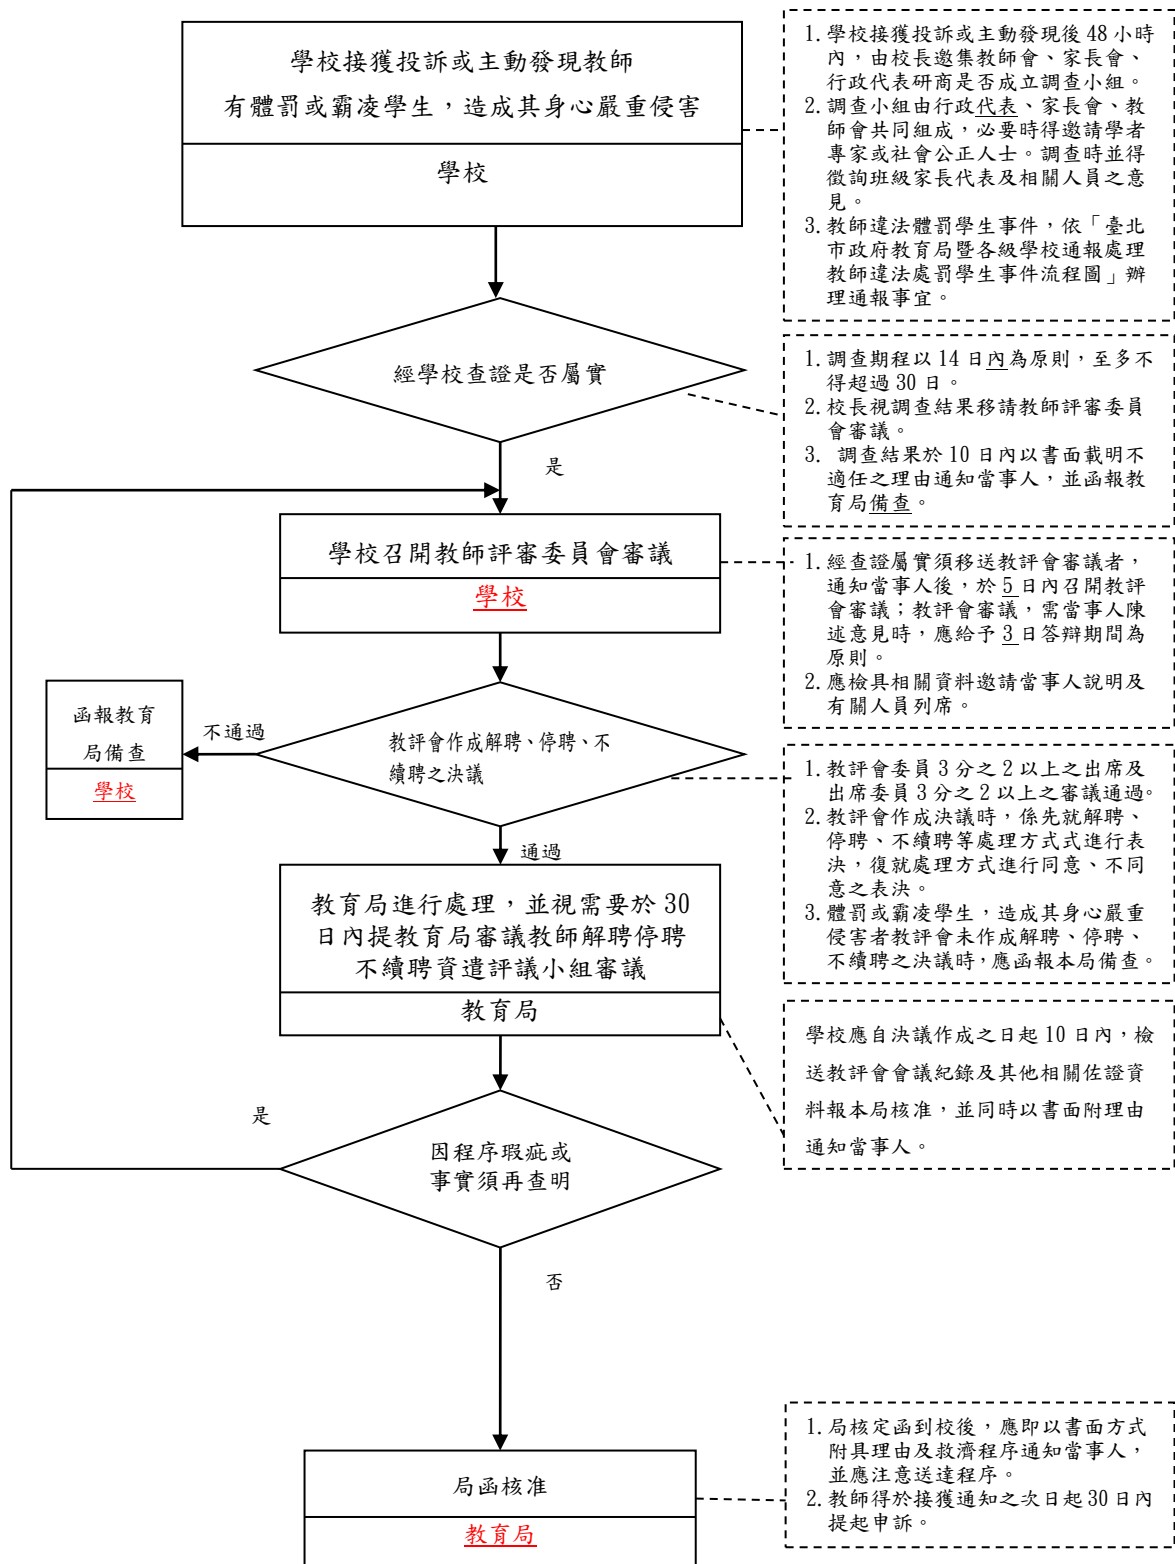 學校接獲投訴或主動發現教師
有體罰或霸凌學生，造成其身心嚴重侵害
學校
1. 學校接獲投訴或主動發現後 48 小時
內，由校長邀集教師會、家長會、
行政代表研商是否成立調查小組。
2. 調查小組由行政代表、家長會、教
師會共同組成，必要時得邀請學者
專家或社會公正人士。調查時並得
徵詢班級家長代表及相關人員之意
見。
3. 教師違法體罰學生事件，依「臺北
市政府教育局暨各級學校通報處理
教師違法處罰學生事件流程圖」辦
理通報事宜。
經學校查證是否屬實
1. 調查期程以 14 日內為原則，至多不
得超過 30 日。
2. 校長視調查結果移請教師評審委員
會審議。
3. 調查結果於 10 日內以書面載明不
適任之理由通知當事人，並函報教
育局備查。
是
學校召開教師評審委員會審議
學校
1. 經查證屬實須移送教評會審議者，
通知當事人後，於 5 日內召開教評
會審議；教評會審議，需當事人陳
述意見時，應給予 3 日答辯期間為
原則。
2. 應檢具相關資料邀請當事人說明及
有關人員列席。
函報教育
局備查
學校
不通過
教評會作成解聘、停聘、不
續聘之決議
1. 教評會委員 3 分之 2 以上之出席及
出席委員 3 分之 2 以上之審議通過。
2. 教評會作成決議時，係先就解聘、
停聘、不續聘等處理方式式進行表
決，復就處理方式進行同意、不同
意之表決。
3. 體罰或霸凌學生，造成其身心嚴重
侵害者教評會未作成解聘、停聘、
不續聘之決議時，應函報本局備查。
通過
教育局進行處理，並視需要於 30
日內提教育局審議教師解聘停聘
不續聘資遣評議小組審議
教育局
學校應自決議作成之日起 10 日內，檢
送教評會會議紀錄及其他相關佐證資
料報本局核准，並同時以書面附理由
通知當事人。
是
因程序瑕疵或
事實須再查明
否
局函核准
教育局
1. 局核定函到校後，應即以書面方式
附具理由及救濟程序通知當事人，
並應注意送達程序。
2. 教師得於接獲通知之次日起 30 日內
提起申訴。